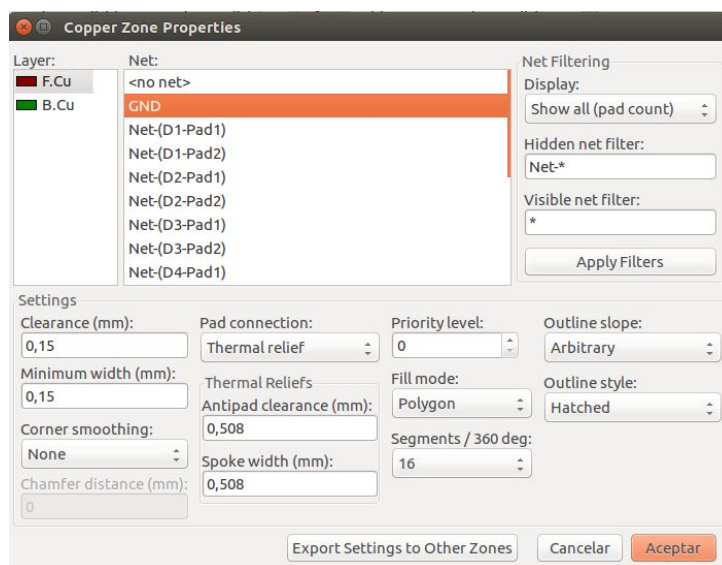 Copper Zone Properties
Layer:
F.Cu
B.Cu
Net:
<no net>
GND
Net-(D1-Pad1)
Net-(D1-Pad2)
Net-(D2-Pad1)
Net-(D2-Pad2)
Net-(D3-Pad1)
Net-(D3-Pad2)
Net-(D4-Pad1)
Net Filtering
Display:
Show all (pad count)
Hidden net filter:
Net-*
Visible net filter:
*
Apply Filters
Settings
Clearance (mm):
0,15
Minimum width (mm):
0,15
Corner smoothing:
None
Chamfer distance (mm):
0
Pad connection:
Thermal relief
Thermal Reliefs
Antipad clearance (mm):
0,508
Spoke width (mm):
0,508
Priority level:
0
Fill mode:
Polygon
Segments / 360 deg:
16
Outline slope:
Arbitrary
Outline style:
Hatched
Export Settings to Other Zones
Cancelar
Aceptar